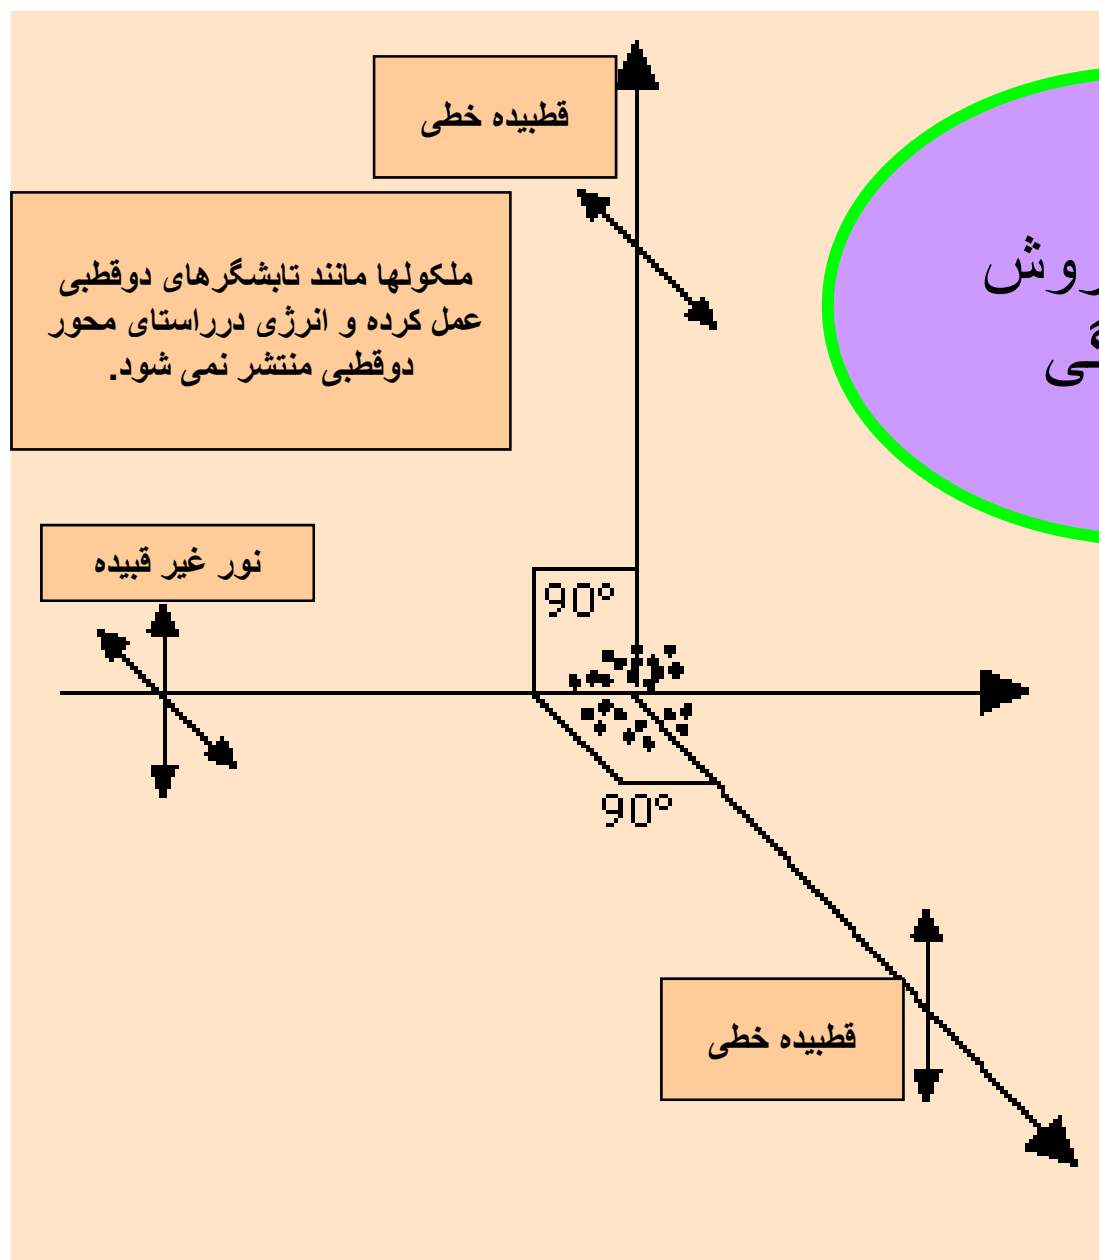 قطبیده خطی
ملکولها مانند تابشگرهای دوقطبی
عمل کرده و انرژی درراستای محور
دوقطبی منتشر نمی شود.
نور غیر قبیده
90°
90°
قطبیده خطی
روش